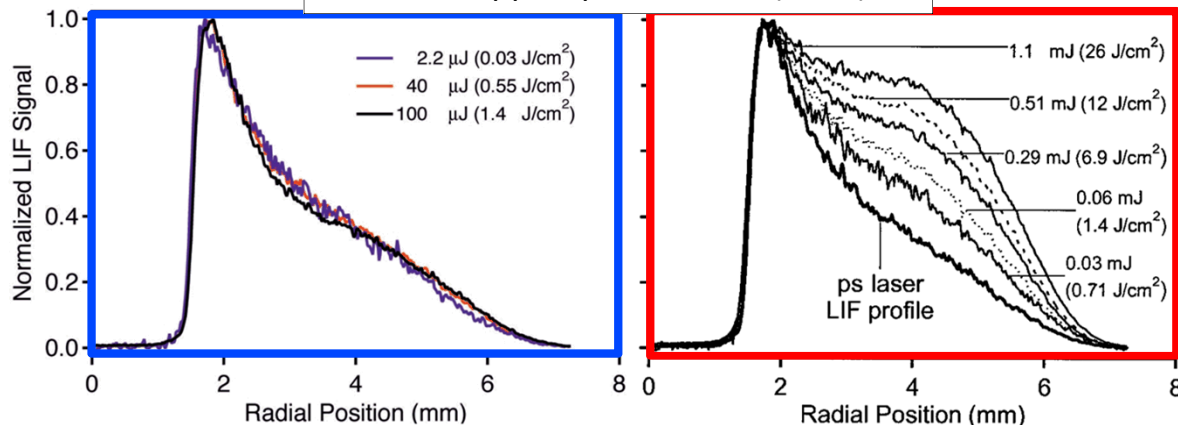 1.0
0.8
0.6
0.4
0.2
0.0
Normalized LIF Signal
2.2 μJ (0.03 J/cm²)
40 μJ (0.55 J/cm²)
100 μJ (1.4 J/cm²)
0 2 4 6 8
Radial Position (mm)
1.1 mJ (26 J/cm²)
0.51 mJ (12 J/cm²)
0.29 mJ (6.9 J/cm²)
0.06 mJ
(1.4 J/cm²)
0.03 mJ
(0.71 J/cm²)
ps laser
LIF profile
0 2 4 6 8
Radial Position (mm)